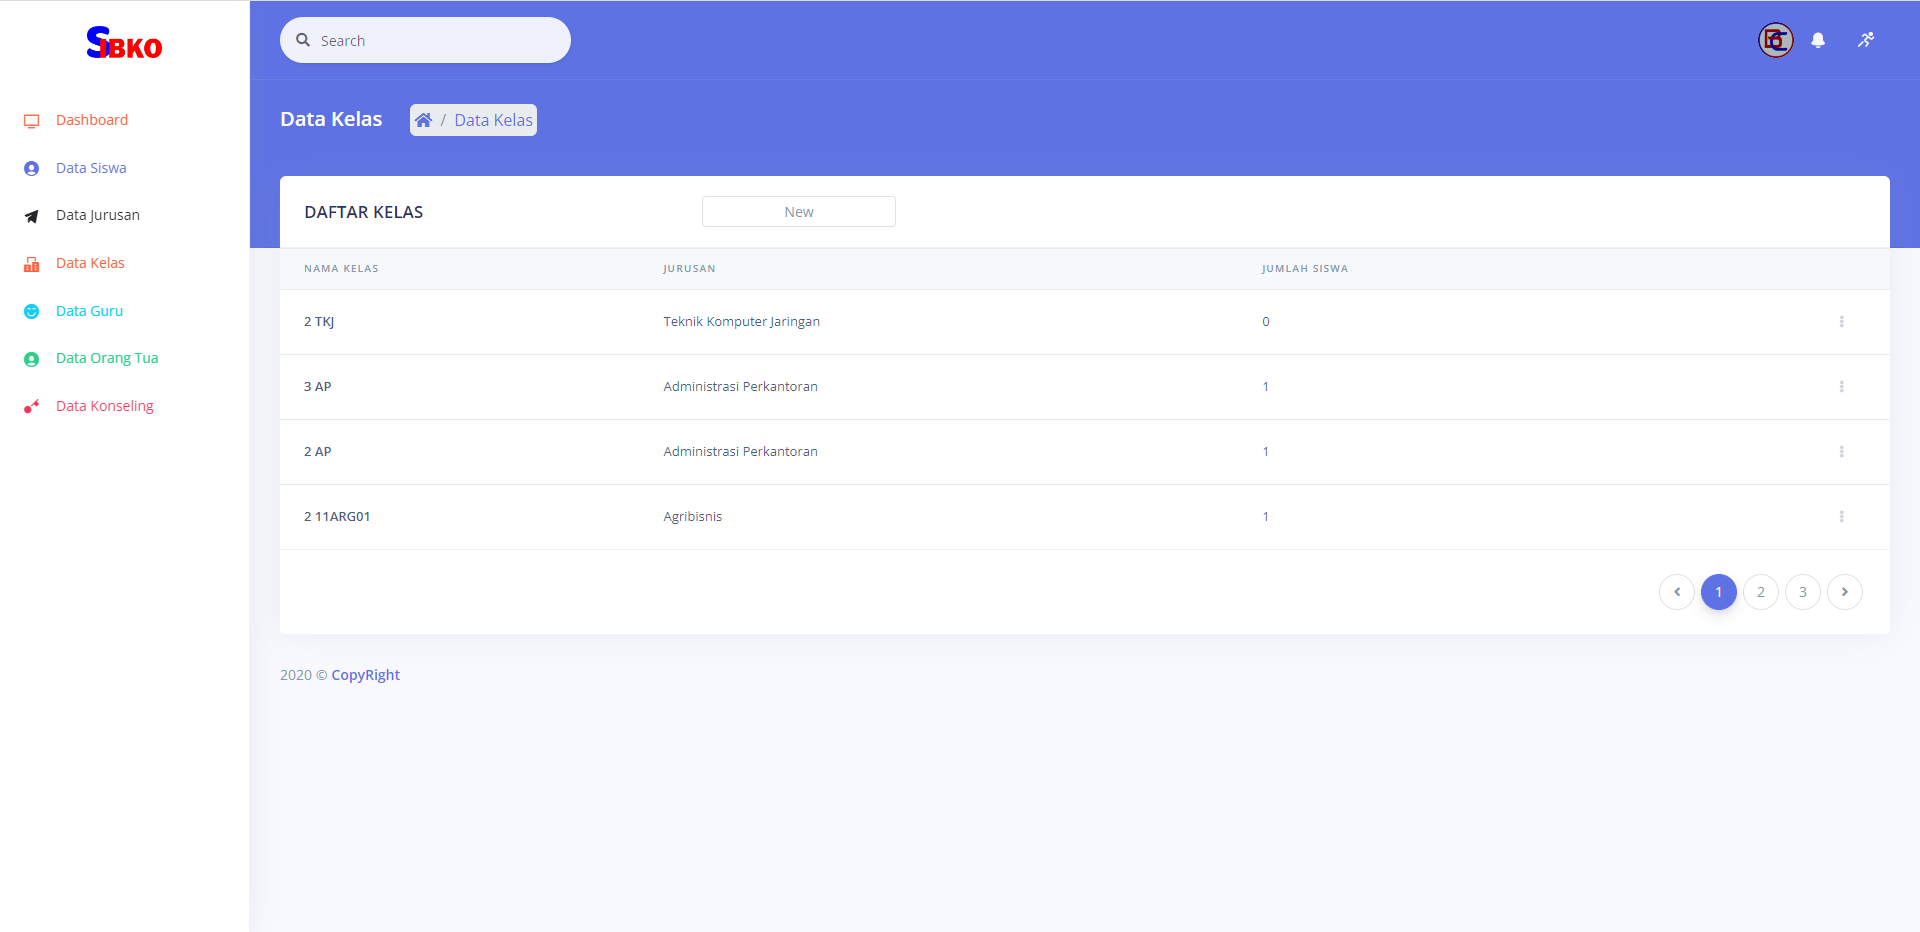 SIBKO
Search
Dashboard
Data Siswa
Data Jurusan
Data Kelas
Data Guru
Data Orang Tua
Data Konseling
Data Kelas
/ Data Kelas
DAFTAR KELAS
New
NAMA KELAS JURUSAN JUMLAH SISWA
2 TKJ Teknik Komputer Jaringan 0
3 AP Administrasi Perkantoran 1
2 AP Administrasi Perkantoran 1
2 11ARG01 Agribisnis 1
1 2 3
2020 © CopyRight